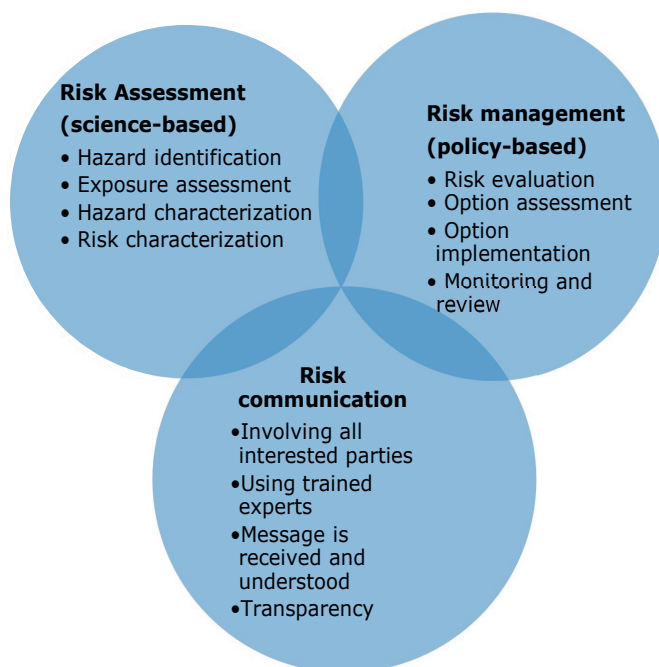 Risk Assessment
(science-based)
• Hazard identification
• Exposure assessment
• Hazard characterization
• Risk characterization
Risk management
(policy-based)
• Risk evaluation
• Option assessment
• Option
implementation
• Monitoring and
review
Risk
communication
•Involving all
interested parties
•Using trained
experts
•Message is
received and
understood
•Transparency